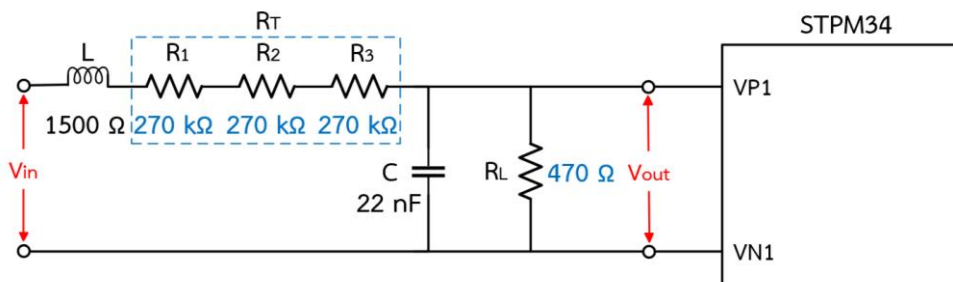 RT
STPM34
L
R1
R2
R3
VP1
1500 Ω
270 kΩ
270 kΩ
270 kΩ
Vin
C
22 nF
RL
470 Ω
Vout
VN1